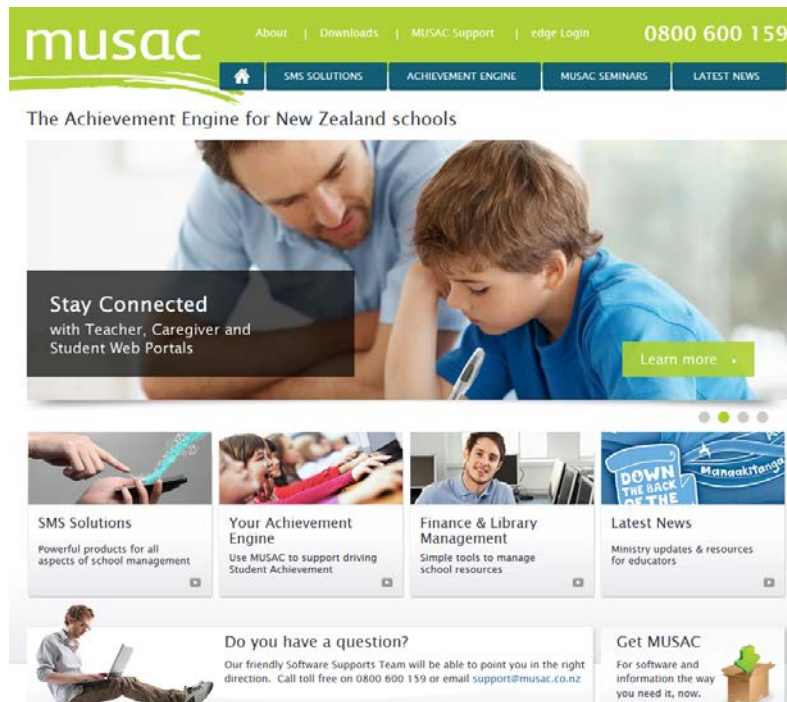 musac
About | Downloads | MUSAC Support | edge Login
0800 600 159
SMS SOLUTIONS
ACHIEVEMENT ENGINE
MUSAC SEMINARS
LATEST NEWS
The Achievement Engine for New Zealand schools
Stay Connected
with Teacher, Caregiver and
Student Web Portals
Learn more
DOWN
THE BACK
OF THE
Manaakitanga
SMS Solutions
Powerful products for all
aspects of school management
Your Achievement
Engine
Use MUSAC to support driving
Student Achievement
Finance & Library
Management
Simple tools to manage
school resources
Latest News
Ministry updates & resources
for educators
Do you have a question?
Our friendly Software Supports Team will be able to point you in the right
direction. Call toll free on 0800 600 159 or email support@musac.co.nz
Get MUSAC
For software and
information the way
you need it, now.